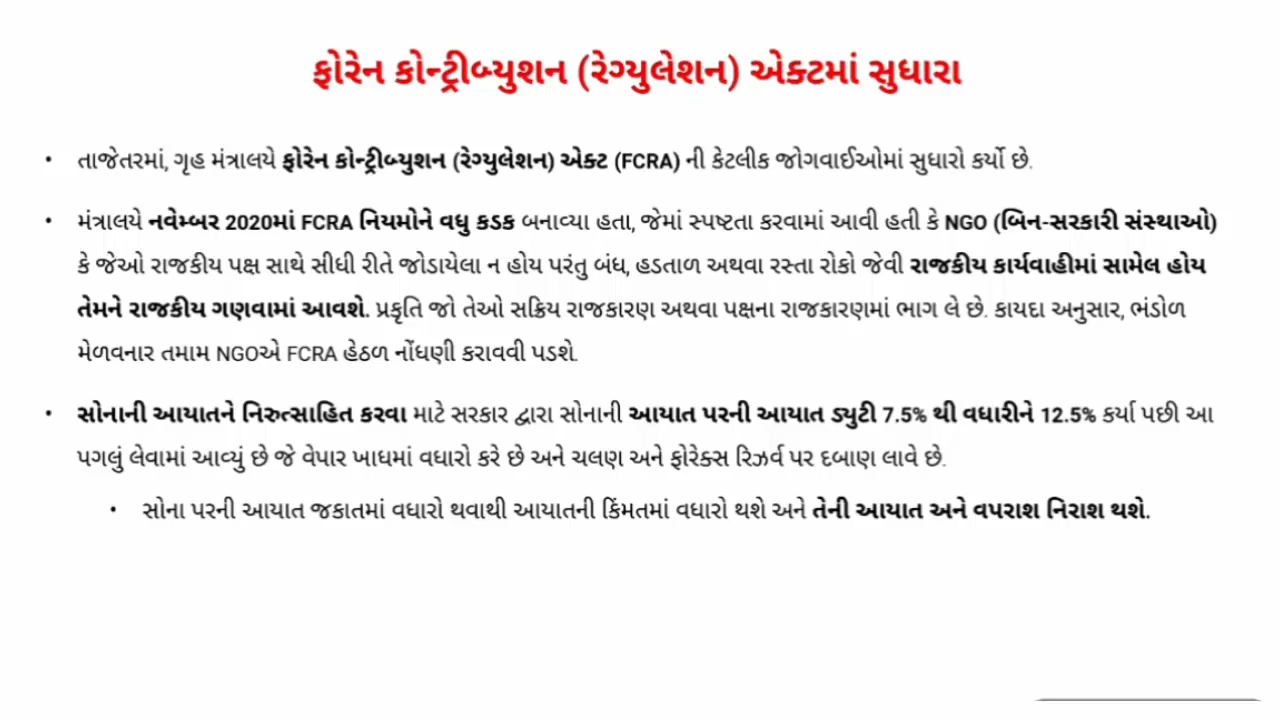 ફોરેન કોન્ટ્રીબ્યુશન (રેગ્યુલેશન) એક્ટમાં સુધારા
• તાજેતરમાં, ગૃહ મંત્રાલયે ફોરેન કોન્ટ્રીબ્યુશન (રેગ્યુલેશન) એક્ટ (FCRA) ની કેટલીક જોગવાઈઓમાં સુધારો કર્યો છે.
• મંત્રાલયે નવેમ્બર 2020માં FCRA નિયમોને વધુ કડક બનાવ્યા હતા, જેમાં સ્પષ્ટતા કરવામાં આવી હતી કે NGO (બિન-સરકારી સંસ્થાઓ)
કે જેઓ રાજકીય પક્ષ સાથે સીધી રીતે જોડાયેલા ન હોય પરંતુ બંધ, હડતાળ અથવા રસ્તા રોકો જેવી રાજકીય કાર્યવાહીમાં સામેલ હોય
તેમને રાજકીય ગણવામાં આવશે. પ્રકૃતિ જો તેઓ સક્રિય રાજકારણ અથવા પક્ષના રાજકારણમાં ભાગ લે છે. કાયદા અનુસાર, ભંડોળ
મેળવનાર તમામ NGOએ FCRA હેઠળ નોંધણી કરાવવી પડશે.
• સોનાની આયાતને નિરુત્સાહિત કરવા માટે સરકાર દ્વારા સોનાની આયાત પરની આયાત ડ્યુટી 7.5% થી વધારીને 12.5% કર્યા પછી આ
પગલું લેવામાં આવ્યું છે જે વેપાર ખાધમાં વધારો કરે છે અને ચલણ અને ફોરેક્સ રિઝર્વ પર દબાણ લાવે છે.
• સોના પરની આયાત જકાતમાં વધારો થવાથી આયાતની કિંમતમાં વધારો થશે અને તેની આયાત અને વપરાશ નિરાશ થશે.